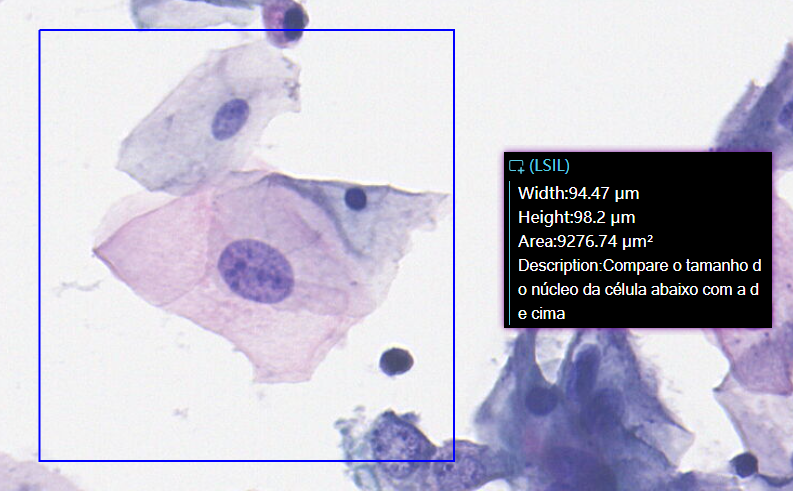 (LSIL)
Width:94.47 μm
Height:98.2 μm
Area:9276.74 μm²
Description:Compare o tamanho d
o núcleo da célula abaixo com a d
e cima